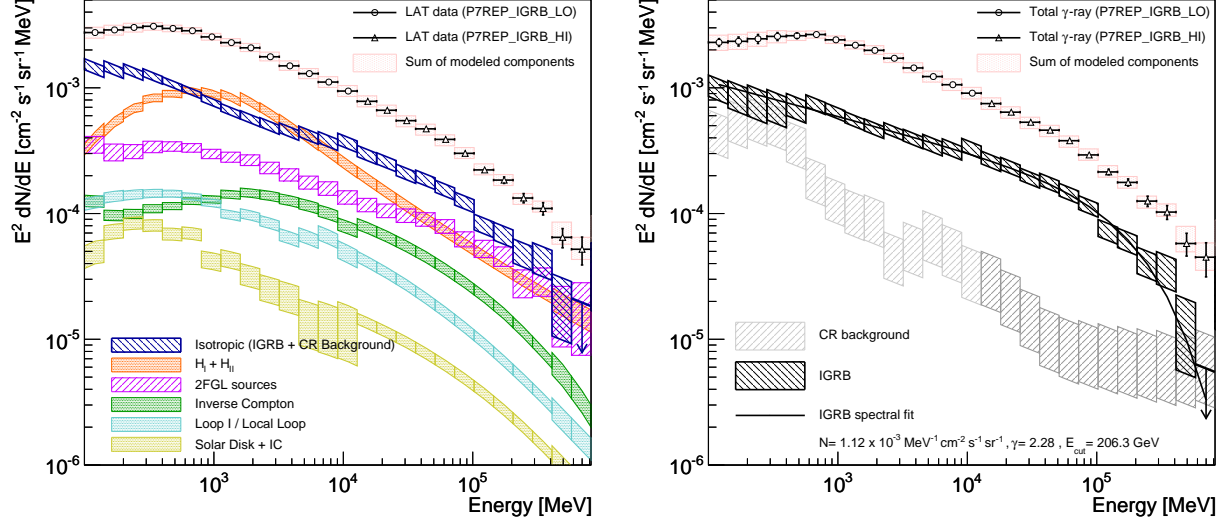 E² dN/dE [cm⁻² s⁻¹ sr⁻¹ MeV]
10⁻³
10⁻⁴
10⁻⁵
10⁻⁶
LAT data (P7REP_IGRB_LO)
LAT data (P7REP_IGRB_HI)
Sum of modeled components
Isotropic (IGRB + CR Background)
H_I + H_II
2FGL sources
Inverse Compton
Loop I / Local Loop
Solar Disk + IC
10³
10⁴
10⁵
Energy [MeV]
E² dN/dE [cm⁻² s⁻¹ sr⁻¹ MeV]
10⁻³
10⁻⁴
10⁻⁵
10⁻⁶
Total γ-ray (P7REP_IGRB_LO)
Total γ-ray (P7REP_IGRB_HI)
Sum of modeled components
CR background
IGRB
IGRB spectral fit
N= 1.12 x 10⁻³ MeV⁻¹ cm⁻² s⁻¹ sr⁻¹ , γ= 2.28 , E_cut = 206.3 GeV
10³
10⁴
10⁵
Energy [MeV]